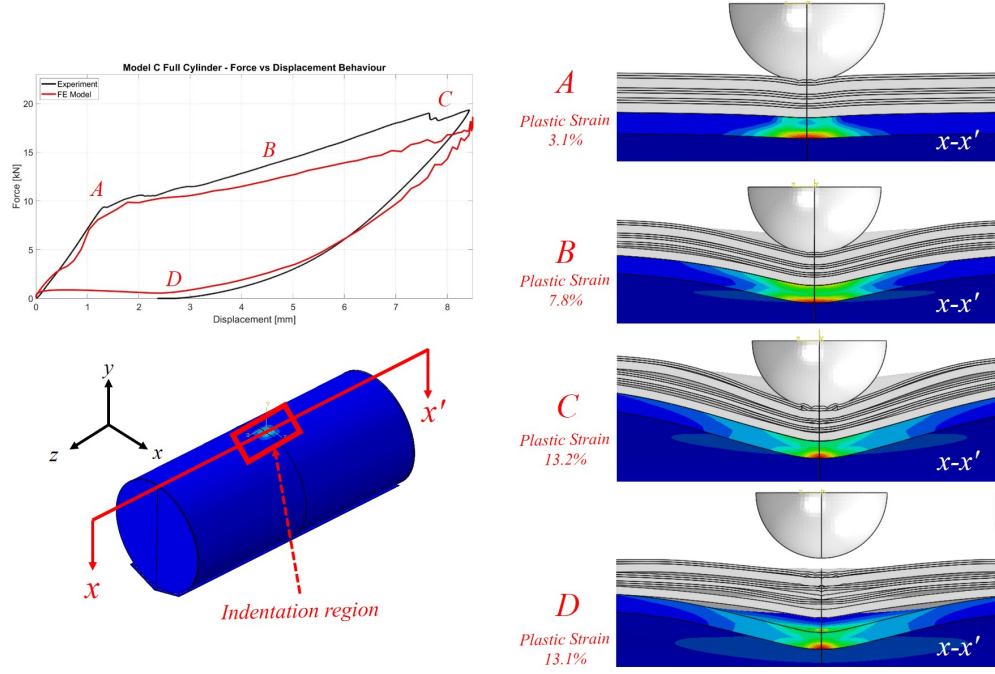 Model C Full Cylinder - Force vs Displacement Behaviour
Experiment
FE Model
Force [kN]
20
15
10
5
0
A
B
C
D
0 1 2 3 4 5 6 7 8
Displacement [mm]
y
z
x
x'
x
Indentation region
A
Plastic Strain
3.1%
x-x'
B
Plastic Strain
7.8%
x-x'
C
Plastic Strain
13.2%
x-x'
D
Plastic Strain
13.1%
x-x'